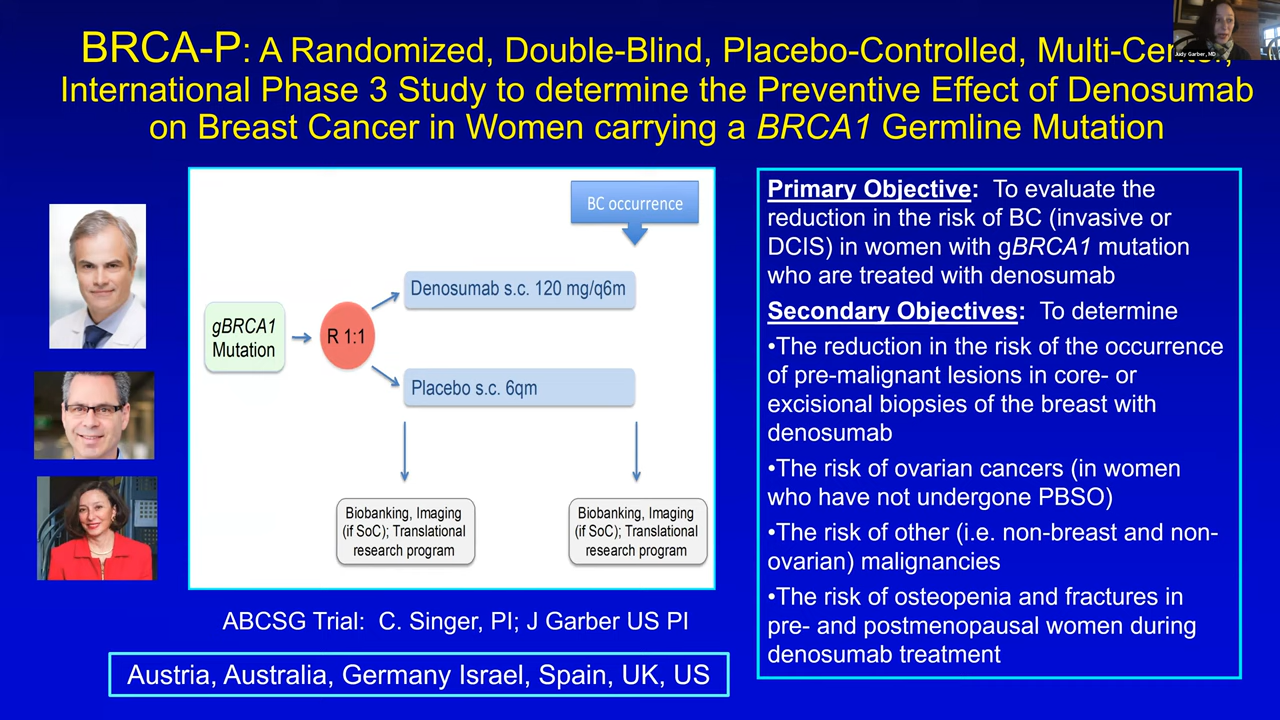 BRCA-P: A Randomized, Double-Blind, Placebo-Controlled, Multi-Center,
International Phase 3 Study to determine the Preventive Effect of Denosumab
on Breast Cancer in Women carrying a BRCA1 Germline Mutation
Judy Garber, MD
BC occurrence
Denosumab s.c. 120 mg/q6m
gBRCA1
Mutation
R 1:1
Placebo s.c. 6qm
Biobanking, Imaging
(if SoC); Translational
research program
Biobanking, Imaging
(if SoC); Translational
research program
ABCSG Trial: C. Singer, PI; J Garber US PI
Austria, Australia, Germany Israel, Spain, UK, US
Primary Objective: To evaluate the
reduction in the risk of BC (invasive or
DCIS) in women with gBRCA1 mutation
who are treated with denosumab
Secondary Objectives: To determine
•The reduction in the risk of the occurrence
of pre-malignant lesions in core- or
excisional biopsies of the breast with
denosumab
•The risk of ovarian cancers (in women
who have not undergone PBSO)
•The risk of other (i.e. non-breast and non-
ovarian) malignancies
•The risk of osteopenia and fractures in
pre- and postmenopausal women during
denosumab treatment